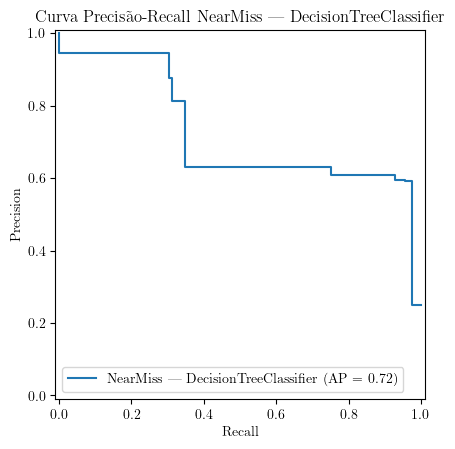 Curva Precisão-Recall NearMiss — DecisionTreeClassifier
1.0
0.8
0.6
0.4
0.2
0.0
Precision
NearMiss — DecisionTreeClassifier (AP = 0.72)
0.0 0.2 0.4 0.6 0.8 1.0
Recall